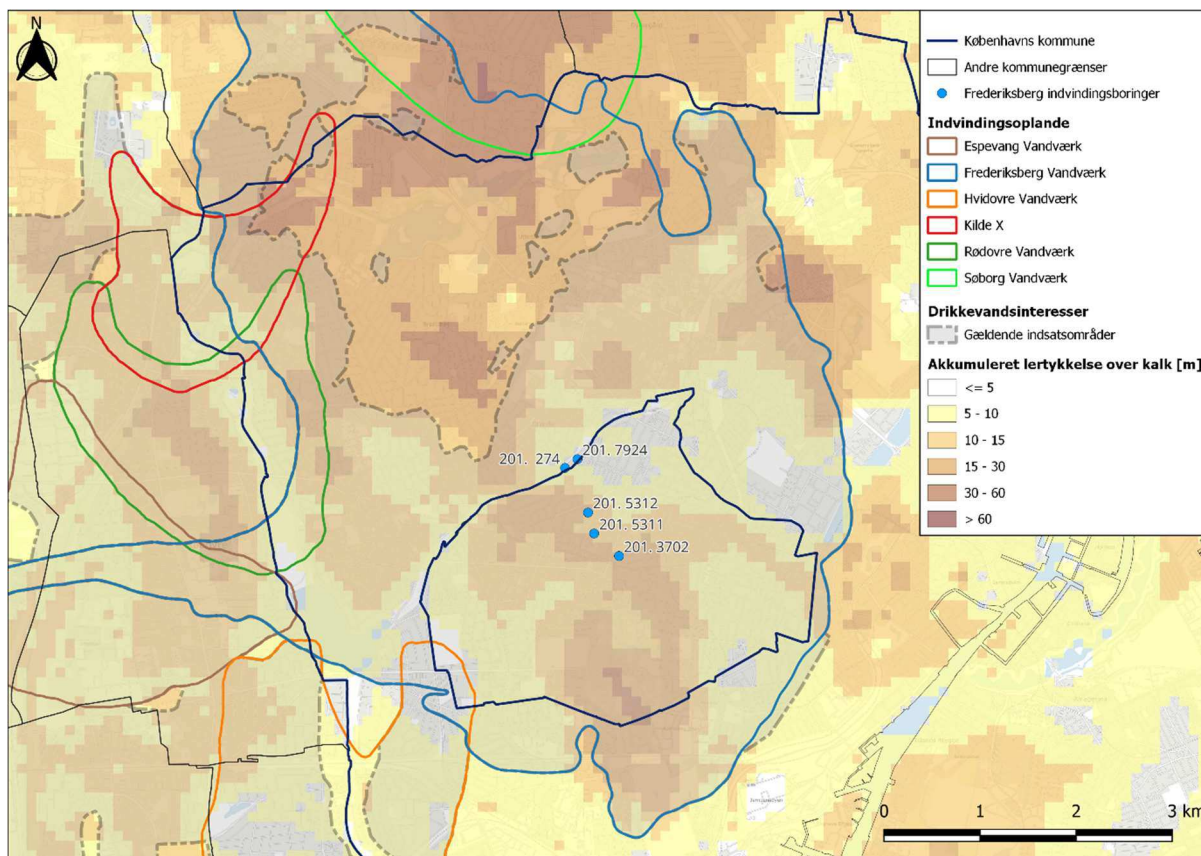 N
Københavns kommune
Andre kommunegrænser
Frederiksberg indvindingsboringer
Indvindingsoplande
Espevang Vandværk
Frederiksberg Vandværk
Hvidovre Vandværk
Kilde X
Rødovre Vandværk
Søborg Vandværk
Drikkevandsinteresser
Gældende indsatsområder
Akkumuleret lertykkelse over kalk [m]
<= 5
5 - 10
10 - 15
15 - 30
30 - 60
> 60
201. 7924
201. 274
201. 5312
201. 5311
201. 3702
0 1 2 3 km